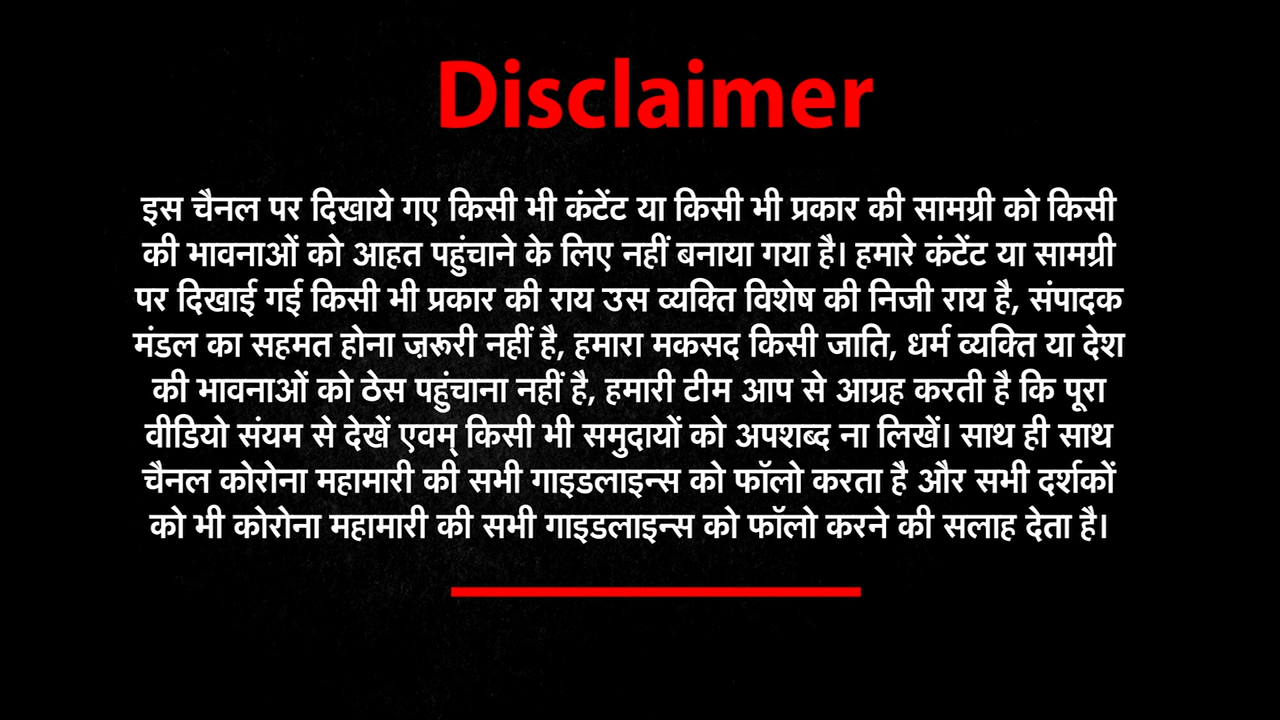 Disclaimer
इस चैनल पर दिखाये गए किसी भी कंटेंट या किसी भी प्रकार की सामग्री को किसी
की भावनाओं को आहत पहुंचाने के लिए नहीं बनाया गया है। हमारे कंटेंट या सामग्री
पर दिखाई गई किसी भी प्रकार की राय उस व्यक्ति विशेष की निजी राय है, संपादक
मंडल का सहमत होना ज़रूरी नहीं है, हमारा मकसद किसी जाति, धर्म व्यक्ति या देश
की भावनाओं को ठेस पहुंचाना नहीं है, हमारी टीम आप से आग्रह करती है कि पूरा
वीडियो संयम से देखें एवम् किसी भी समुदायों को अपशब्द ना लिखें। साथ ही साथ
चैनल कोरोना महामारी की सभी गाइडलाइन्स को फॉलो करता है और सभी दर्शकों
को भी कोरोना महामारी की सभी गाइडलाइन्स को फॉलो करने की सलाह देता है।